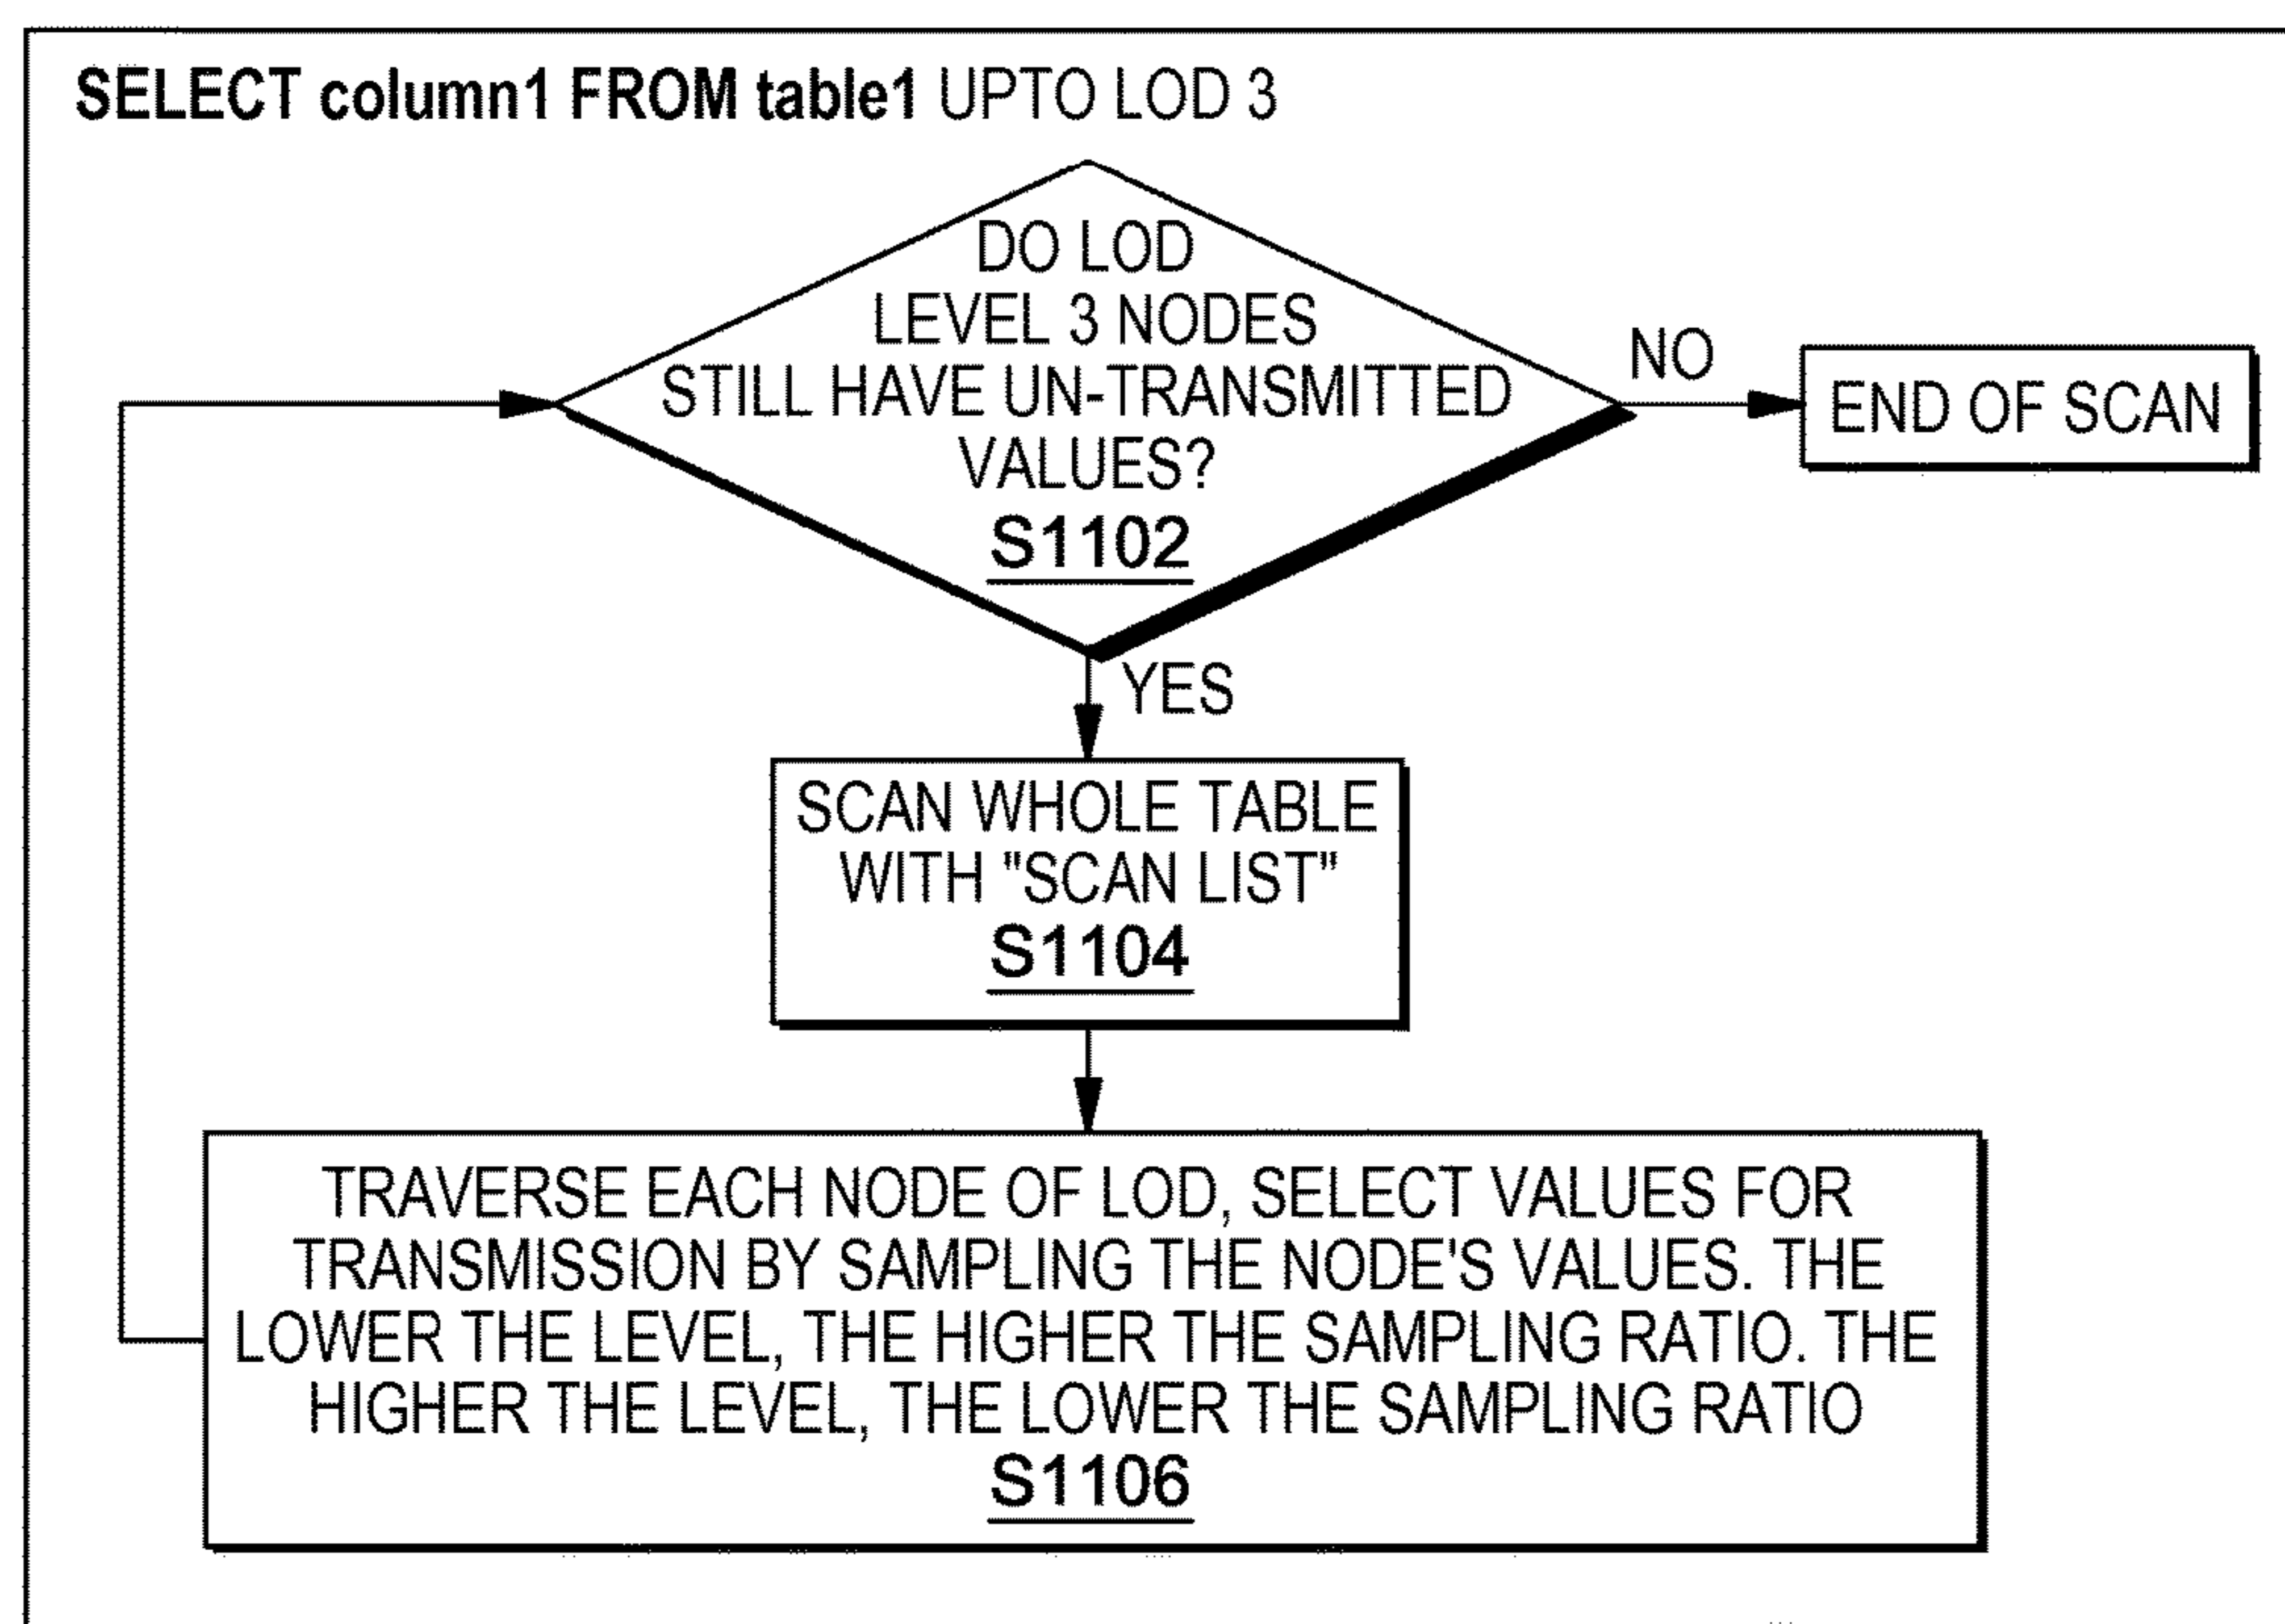 SELECT column1 FROM table1 UPTO LOD 3
DO LOD
LEVEL 3 NODES
STILL HAVE UN-TRANSMITTED
VALUES?
S1102
NO
END OF SCAN
YES
SCAN WHOLE TABLE
WITH "SCAN LIST"
S1104
TRAVERSE EACH NODE OF LOD, SELECT VALUES FOR
TRANSMISSION BY SAMPLING THE NODE'S VALUES. THE
LOWER THE LEVEL, THE HIGHER THE SAMPLING RATIO. THE
HIGHER THE LEVEL, THE LOWER THE SAMPLING RATIO
S1106